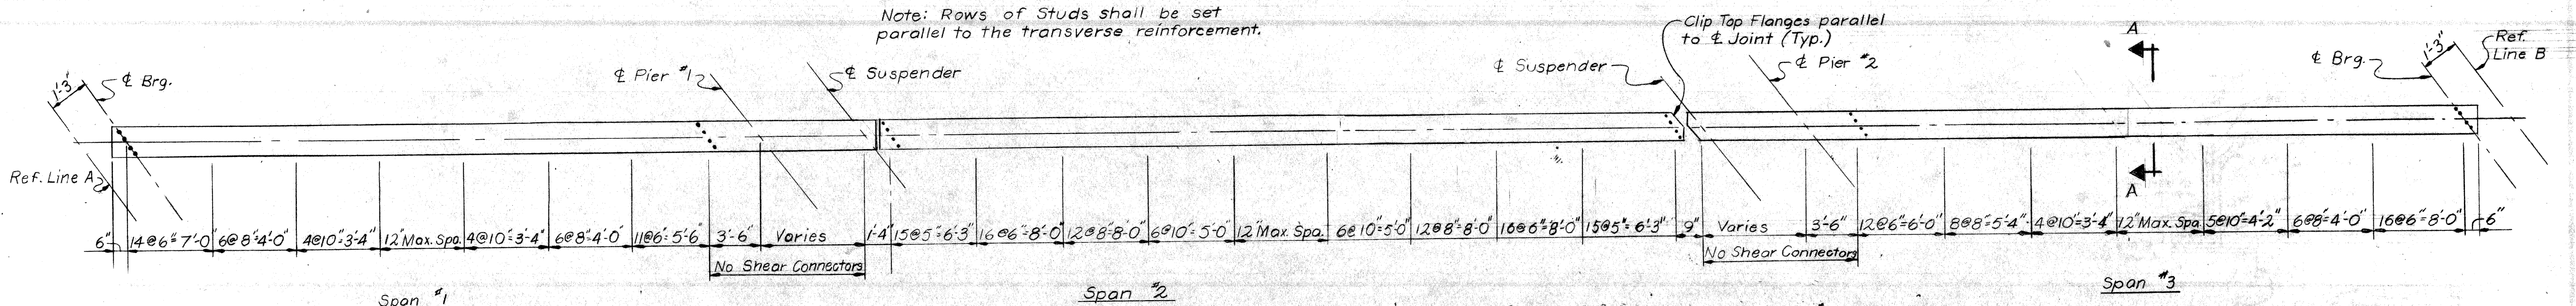 Note: Rows of Studs shall be set
parallel to the transverse reinforcement.
Clip Top Flanges parallel
to ℄ Joint (Typ.)
A
1'-3"
℄ Brg.
℄ Pier #1
℄ Suspender
℄ Suspender
℄ Pier #2
℄ Brg.
1'-3"
Ref.
Line B
Ref. Line A
A
6" 14@6"=7'-0" 6@8"=4'-0" 4@10"=3'-4" 12" Max. Spa. 4@10"=3'-4" 6@8"=4'-0" 11@6"=5'-6" 3'-6" Varies 1'-4" 15@5"=6'-3" 16@6"=8'-0" 12@8"=8'-0" 6@10"=5'-0" 12" Max. Spa. 6@10"=5'-0" 12@8"=8'-0" 16@6"=8'-0" 15@5"=6'-3" 9" Varies 3'-6" 12@6"=6'-0" 8@8"=5'-4" 4@10"=3'-4" 12" Max. Spa. 5@10"=4'-2" 6@8"=4'-0" 16@6"=8'-0" 6"
No Shear Connectors
No Shear Connectors
Span #1
Span #2
Span #3